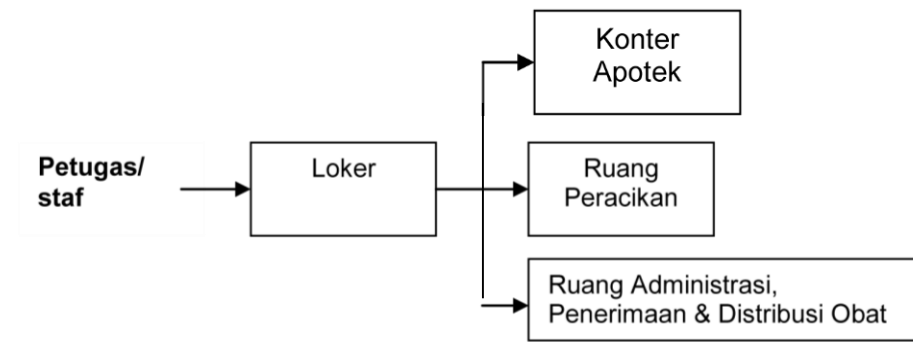 Petugas/
staf
Loker
Konter
Apotek
Ruang
Peracikan
Ruang Administrasi,
Penerimaan & Distribusi Obat